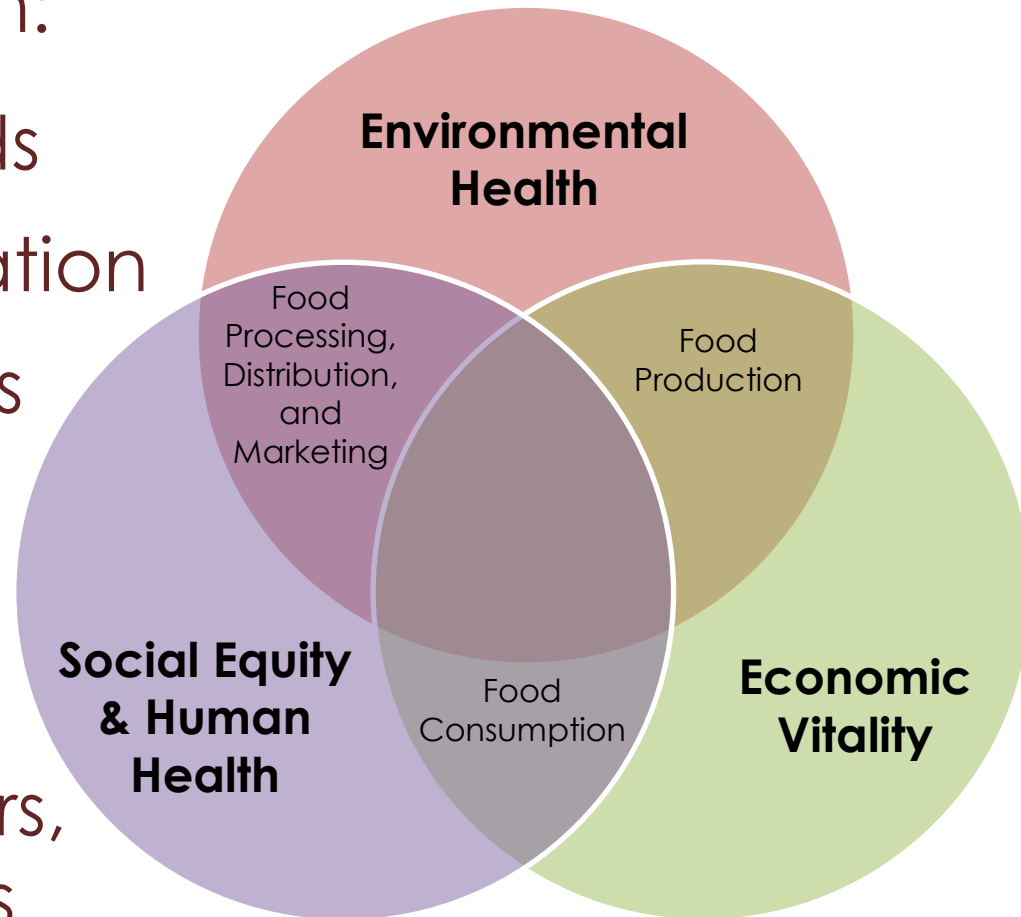 Environmental
Health
Food
Processing,
Distribution,
and
Marketing
Food
Production
Social Equity
& Human
Health
Food
Consumption
Economic
Vitality